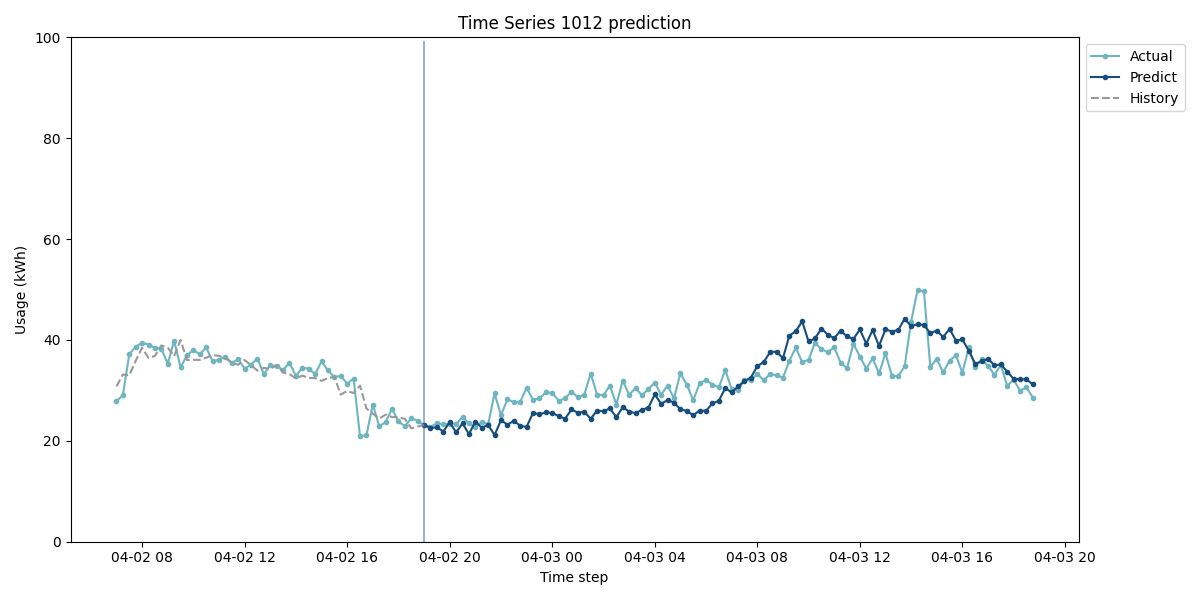 Time Series 1012 prediction
100
80
60
40
20
0
Usage (kWh)
04-02 08
04-02 12
04-02 16
04-02 20
04-03 00
04-03 04
04-03 08
04-03 12
04-03 16
04-03 20
Time step
Actual
Predict
History